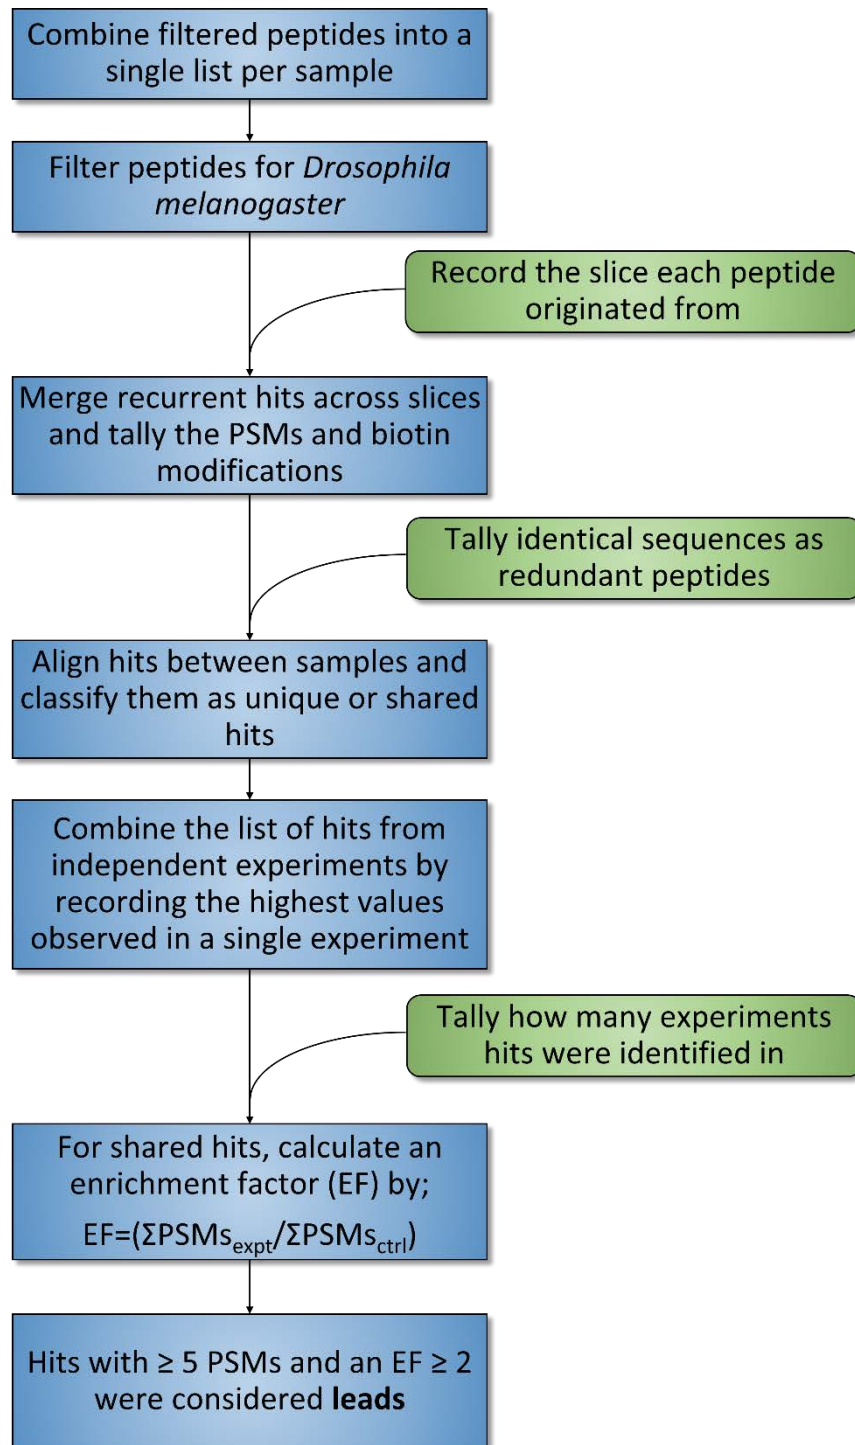 Combine filtered peptides into a
single list per sample
Filter peptides for Drosophila
melanogaster
Record the slice each peptide
originated from
Merge recurrent hits across slices
and tally the PSMs and biotin
modifications
Tally identical sequences as
redundant peptides
Align hits between samples and
classify them as unique or shared
hits
Combine the list of hits from
independent experiments by
recording the highest values
observed in a single experiment
Tally how many experiments
hits were identified in
For shared hits, calculate an
enrichment factor (EF) by;
EF=(ΣPSMsexpt/ΣPSMsctrl)
Hits with ≥ 5 PSMs and an EF ≥ 2
were considered leads